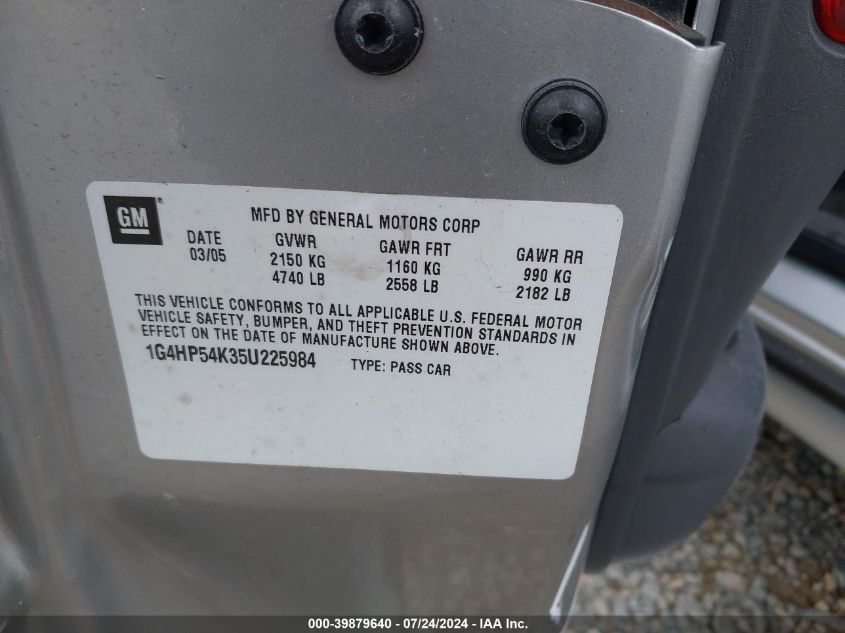 GM®
MFD BY GENERAL MOTORS CORP
DATE GVWR GAWR FRT GAWR RR
03/05 2150 KG 1160 KG 990 KG
4740 LB 2558 LB 2182 LB
THIS VEHICLE CONFORMS TO ALL APPLICABLE U.S. FEDERAL MOTOR
VEHICLE SAFETY, BUMPER, AND THEFT PREVENTION STANDARDS IN
EFFECT ON THE DATE OF MANUFACTURE SHOWN ABOVE.
1G4HP54K35U225984 TYPE: PASS CAR
000-39879640 - 07/24/2024 - IAA Inc.